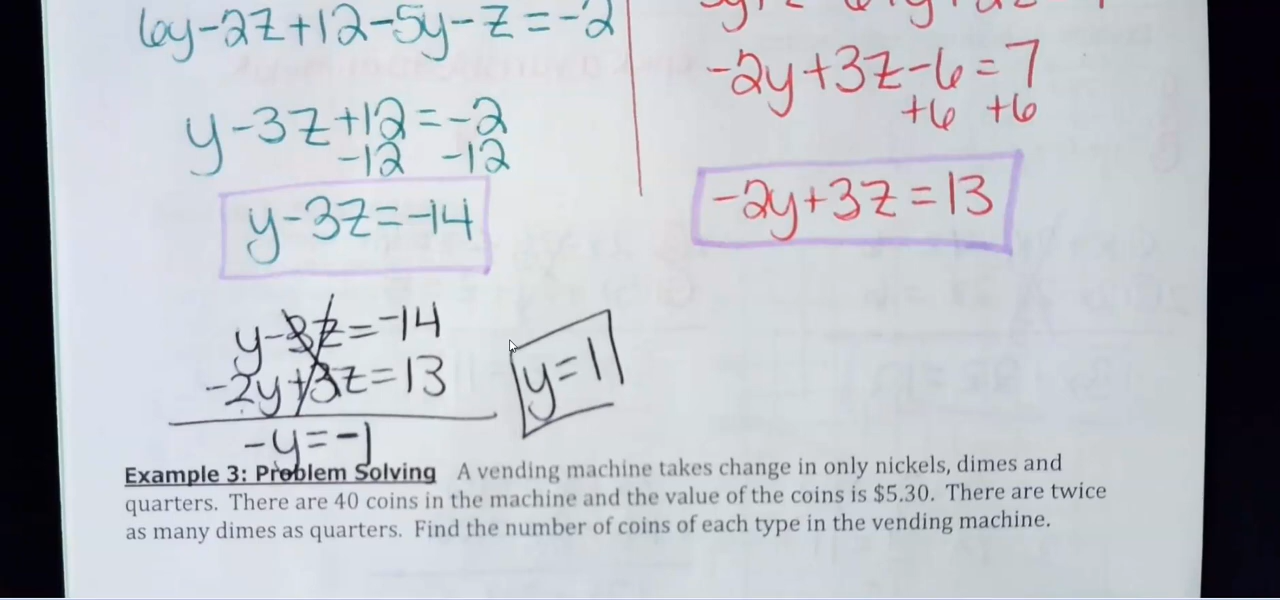 6y-2z+12-5y-z=-2
y-3z+12=-2
-12 -12
y-3z=-14
-2y+3z-6=7
+6 +6
-2y+3z=13
y-3z=-14
-2y+3z=13
-y=-1
y=1
Example 3: Problem Solving A vending machine takes change in only nickels, dimes and
quarters. There are 40 coins in the machine and the value of the coins is $5.30. There are twice
as many dimes as quarters. Find the number of coins of each type in the vending machine.